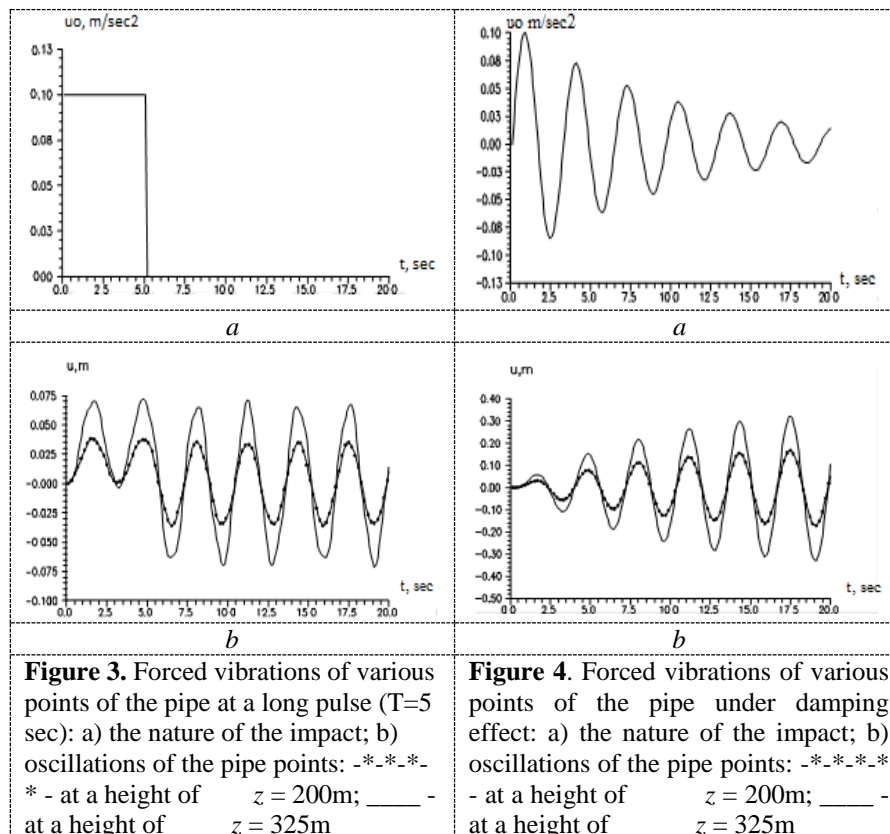 uo, m/sec2
0.13
0.10
0.08
0.05
0.03
0.00
0.0 2.5 5.0 7.5 10.0 12.5 15.0 17.5 20.0
t, sec
a
uo m/sec2
0.10
0.08
0.05
0.03
0.00
-0.03
-0.05
-0.08
-0.10
-0.13
0.0 2.5 5.0 7.5 10.0 12.5 15.0 17.5 20.0
t, sec
a
u,m
0.075
0.050
0.025
-0.000
-0.025
-0.050
-0.075
-0.100
0.0 2.5 5.0 7.5 10.0 12.5 15.0 17.5 20.0
t, sec
b
u,m
0.40
0.30
0.20
0.10
0.00
-0.10
-0.20
-0.30
-0.40
-0.50
0.0 2.5 5.0 7.5 10.0 12.5 15.0 17.5 20.0
t, sec
b
Figure 3. Forced vibrations of various
points of the pipe at a long pulse (T=5
sec): a) the nature of the impact; b)
oscillations of the pipe points: -*-*-*-
* - at a height of z = 200m; ____ -
at a height of z = 325m
Figure 4. Forced vibrations of various
points of the pipe under damping
effect: a) the nature of the impact; b)
oscillations of the pipe points: -*-*-*-*
- at a height of z = 200m; ____ -
at a height of z = 325m